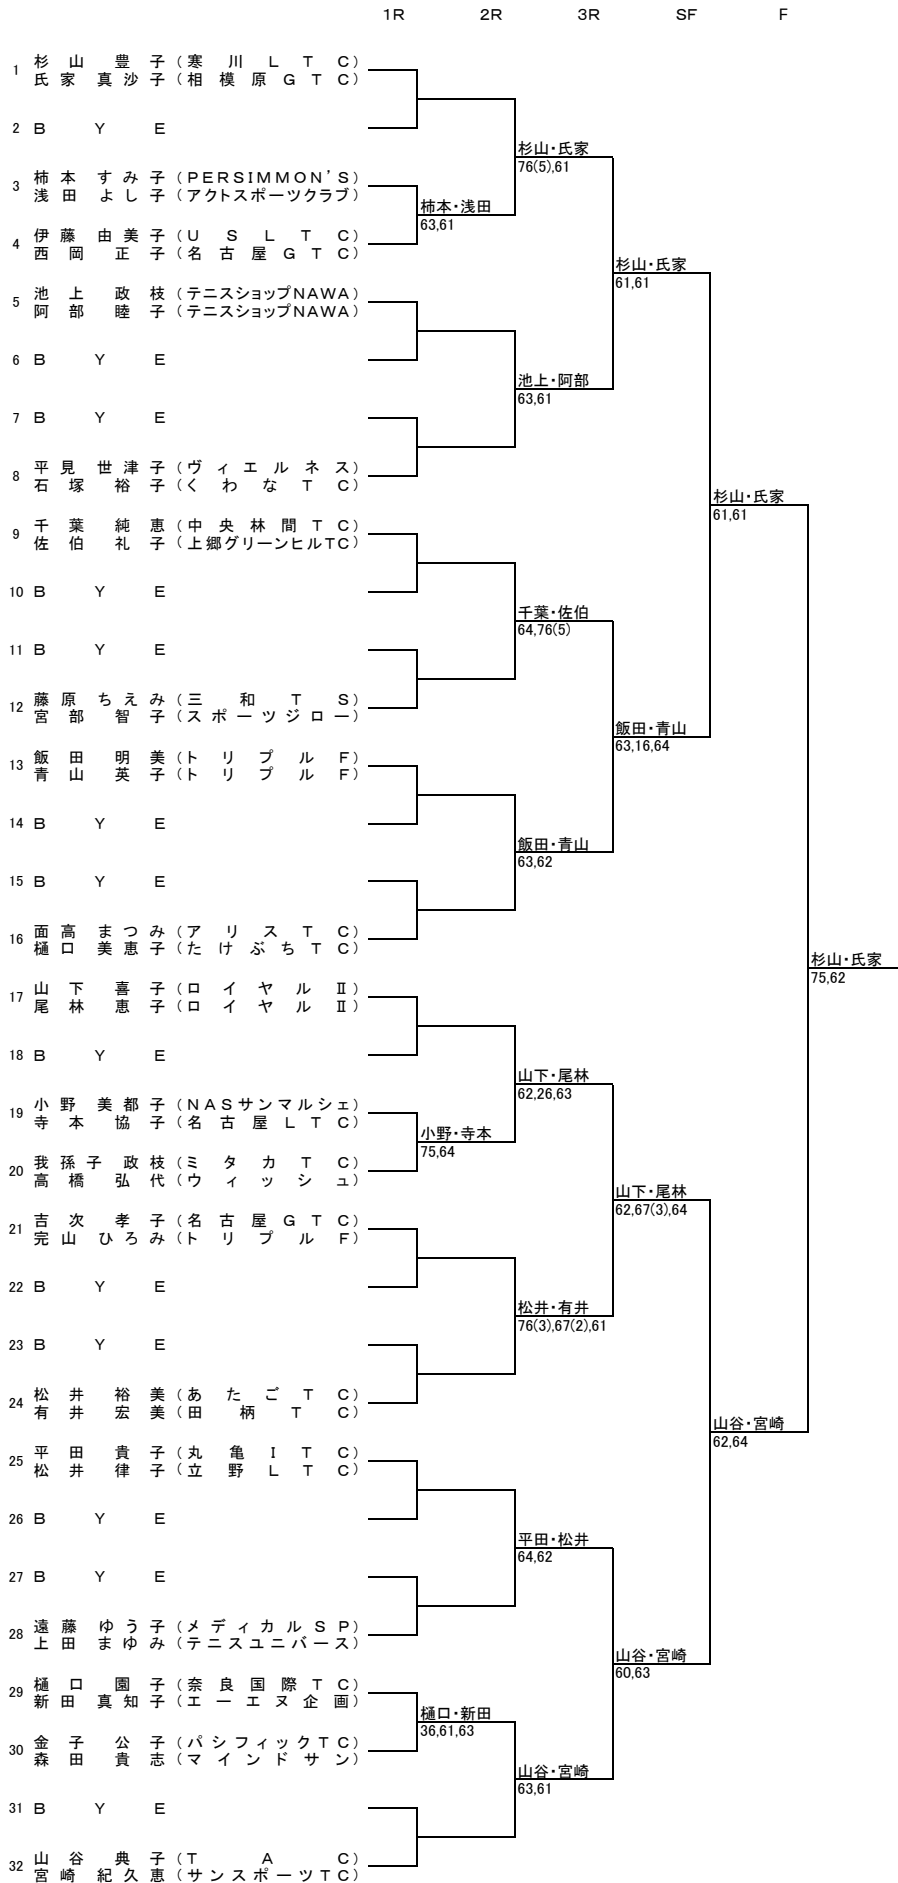 1R 2R 3R SF F
1 杉山 豊子 (寒川LTC)
氏家 真沙子 (相模原GTC)
2 BYE
杉山・氏家
76(5),61
3 柿本 すみ子 (PERSIMMON'S)
浅田 よし子 (アクトスポーツクラブ)
柿本・浅田
63,61
4 伊藤 由美子 (USLTC)
西岡 正子 (名古屋GTC)
杉山・氏家
61,61
5 池上 政枝 (テニスショップNAWA)
阿部 睦子 (テニスショップNAWA)
6 BYE
池上・阿部
63,61
7 BYE
8 平見 世津子 (ヴィエルネス)
石塚 裕子 (くわなTC)
杉山・氏家
61,61
9 千葉 純恵 (中央林間TC)
佐伯 礼子 (上郷グリーンヒルTC)
10 BYE
千葉・佐伯
64,76(5)
11 BYE
12 藤原 ちえみ (三和TS)
宮部 智子 (スポーツジロー)
飯田・青山
63,16,64
13 飯田 明美 (トリプルF)
青山 英子 (トリプルF)
14 BYE
飯田・青山
63,62
15 BYE
16 面高 まつみ (アリスTC)
樋口 美恵子 (たけぶちTC)
杉山・氏家
75,62
17 山下 喜子 (ロイヤルⅡ)
尾林 恵子 (ロイヤルⅡ)
18 BYE
山下・尾林
62,26,63
19 小野 美都子 (NASサンマルシェ)
寺本 協子 (名古屋LTC)
小野・寺本
75,64
20 我孫子 政枝 (ミタカTC)
高橋 弘代 (ウィッシュ)
山下・尾林
62,67(3),64
21 吉次 孝子 (名古屋GTC)
完山 ひろみ (トリプルF)
22 BYE
松井・有井
76(3),67(2),61
23 BYE
24 松井 裕美 (あたごTC)
有井 宏美 (田柄TC)
山谷・宮崎
62,64
25 平田 貴子 (丸亀ITC)
松井 律子 (立野LTC)
26 BYE
平田・松井
64,62
27 BYE
28 遠藤 ゆう子 (メディカルSP)
上田 まゆみ (テニスユニバース)
山谷・宮崎
60,63
29 樋口 園子 (奈良国際TC)
新田 真知子 (エーエヌ企画)
樋口・新田
36,61,63
30 金子 公子 (パシフィックTC)
森田 貴志 (マインドサン)
山谷・宮崎
63,61
31 BYE
32 山谷 典子 (TAC)
宮崎 紀久恵 (サンスポーツTC)